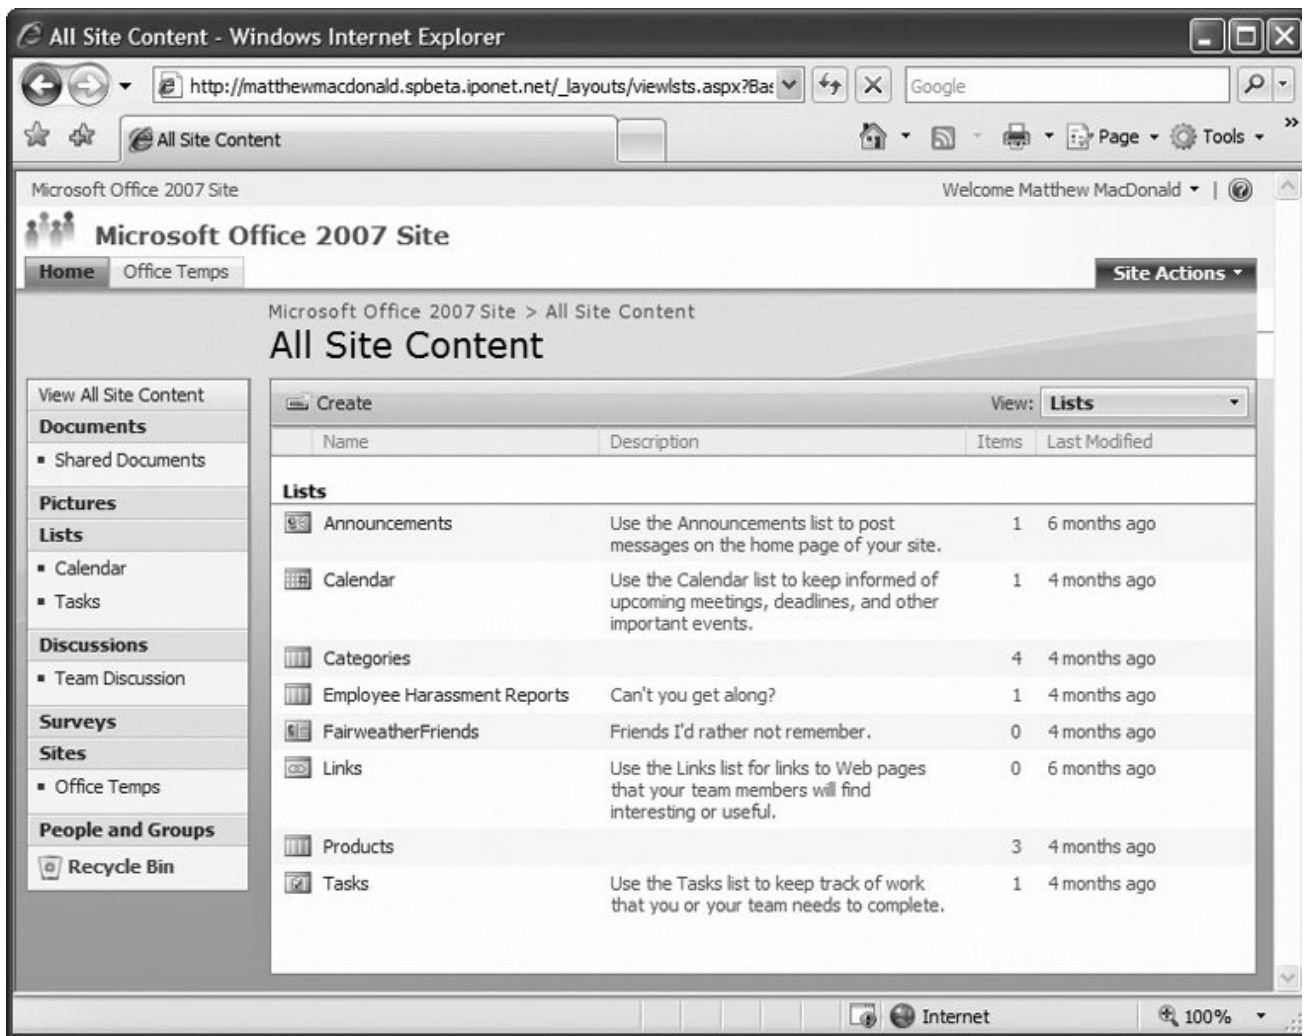 All Site Content - Windows Internet Explorer
http://matthewmacdonald.spbeta.iponet.net/_layouts/viewlsts.aspx?Bas
Google
All Site Content
Page
Tools
»
Microsoft Office 2007 Site
Welcome Matthew MacDonald
|
Microsoft Office 2007 Site
Home
Office Temps
Site Actions
Microsoft Office 2007 Site > All Site Content
All Site Content
View All Site Content
Documents
Shared Documents
Pictures
Lists
Calendar
Tasks
Discussions
Team Discussion
Surveys
Sites
Office Temps
People and Groups
Recycle Bin
Create
View: Lists
Name Description Items Last Modified
Lists
Announcements Use the Announcements list to post 1 6 months ago
messages on the home page of your site.
Calendar Use the Calendar list to keep informed of 1 4 months ago
upcoming meetings, deadlines, and other
important events.
Categories 4 4 months ago
Employee Harassment Reports Can't you get along? 1 4 months ago
FairweatherFriends Friends I'd rather not remember. 0 4 months ago
Links Use the Links list for links to Web pages 0 6 months ago
that your team members will find
interesting or useful.
Products 3 4 months ago
Tasks Use the Tasks list to keep track of work 1 4 months ago
that you or your team needs to complete.
Internet
100%